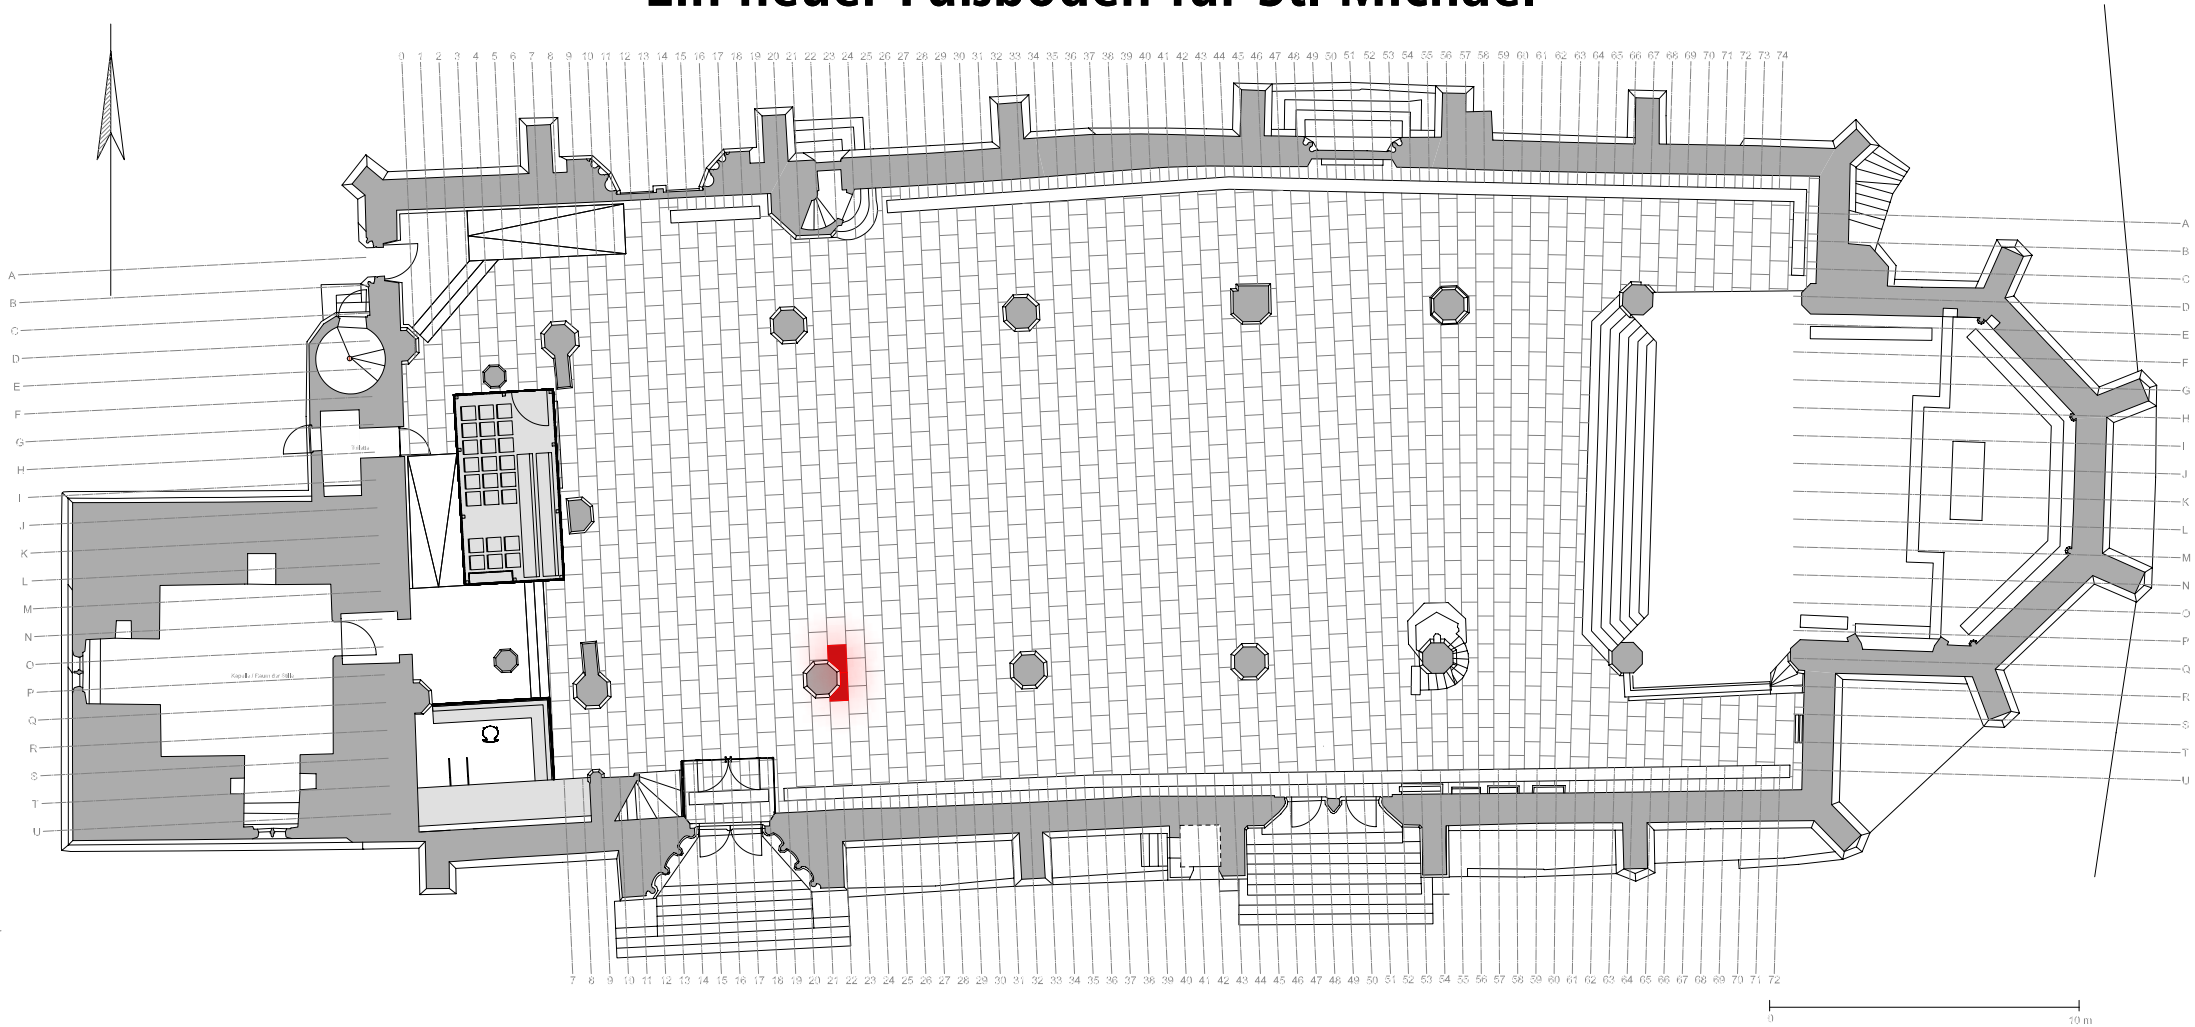 Ein neuer Fußboden für St. Michael
0 1 2 3 4 5 6 7 8 9 10 11 12 13 14 15 16 17 18 19 20 21 22 23 24 25 26 27 28 29 30 31 32 33 34 35 36 37 38 39 40 41 42 43 44 45 46 47 48 49 50 51 52 53 54 55 56 57 58 59 60 61 62 63 64 65 66 67 68 69 70 71 72 73 74
A
B
C
D
E
F
G
H
I
J
K
L
M
N
O
P
Q
R
S
T
U
A
B
C
D
E
F
G
H
I
J
K
L
M
N
O
P
Q
R
S
T
U
7 8 9 10 11 12 13 14 15 16 17 18 19 20 21 22 23 24 25 26 27 28 29 30 31 32 33 34 35 36 37 38 39 40 41 42 43 44 45 46 47 48 49 50 51 52 53 54 55 56 57 58 59 60 61 62 63 64 65 66 67 68 69 70 71 72
0 10 m